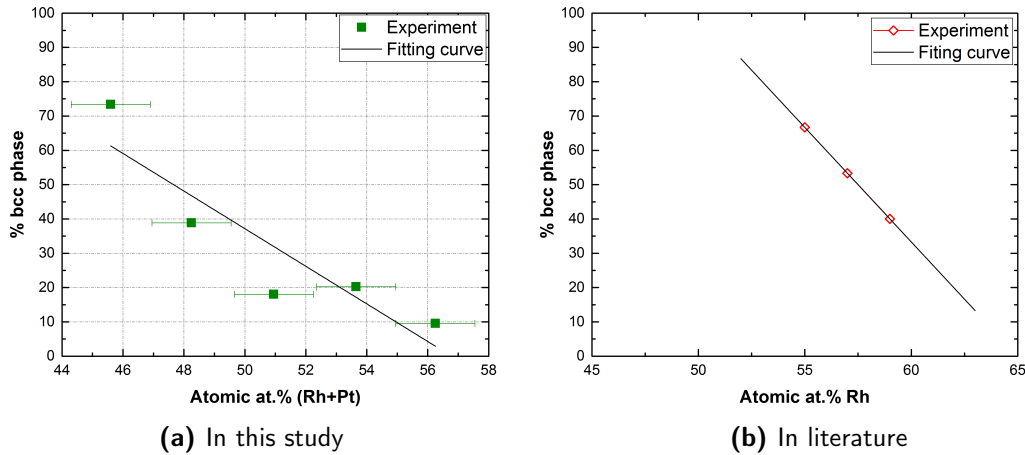 100
90
80
70
60
50
40
30
20
10
0
% bcc phase
44 46 48 50 52 54 56 58
Atomic at.% (Rh+Pt)
Experiment
Fitting curve
(a) In this study
100
90
80
70
60
50
40
30
20
10
0
% bcc phase
45 50 55 60 65
Atomic at.% Rh
Experiment
Fiting curve
(b) In literature